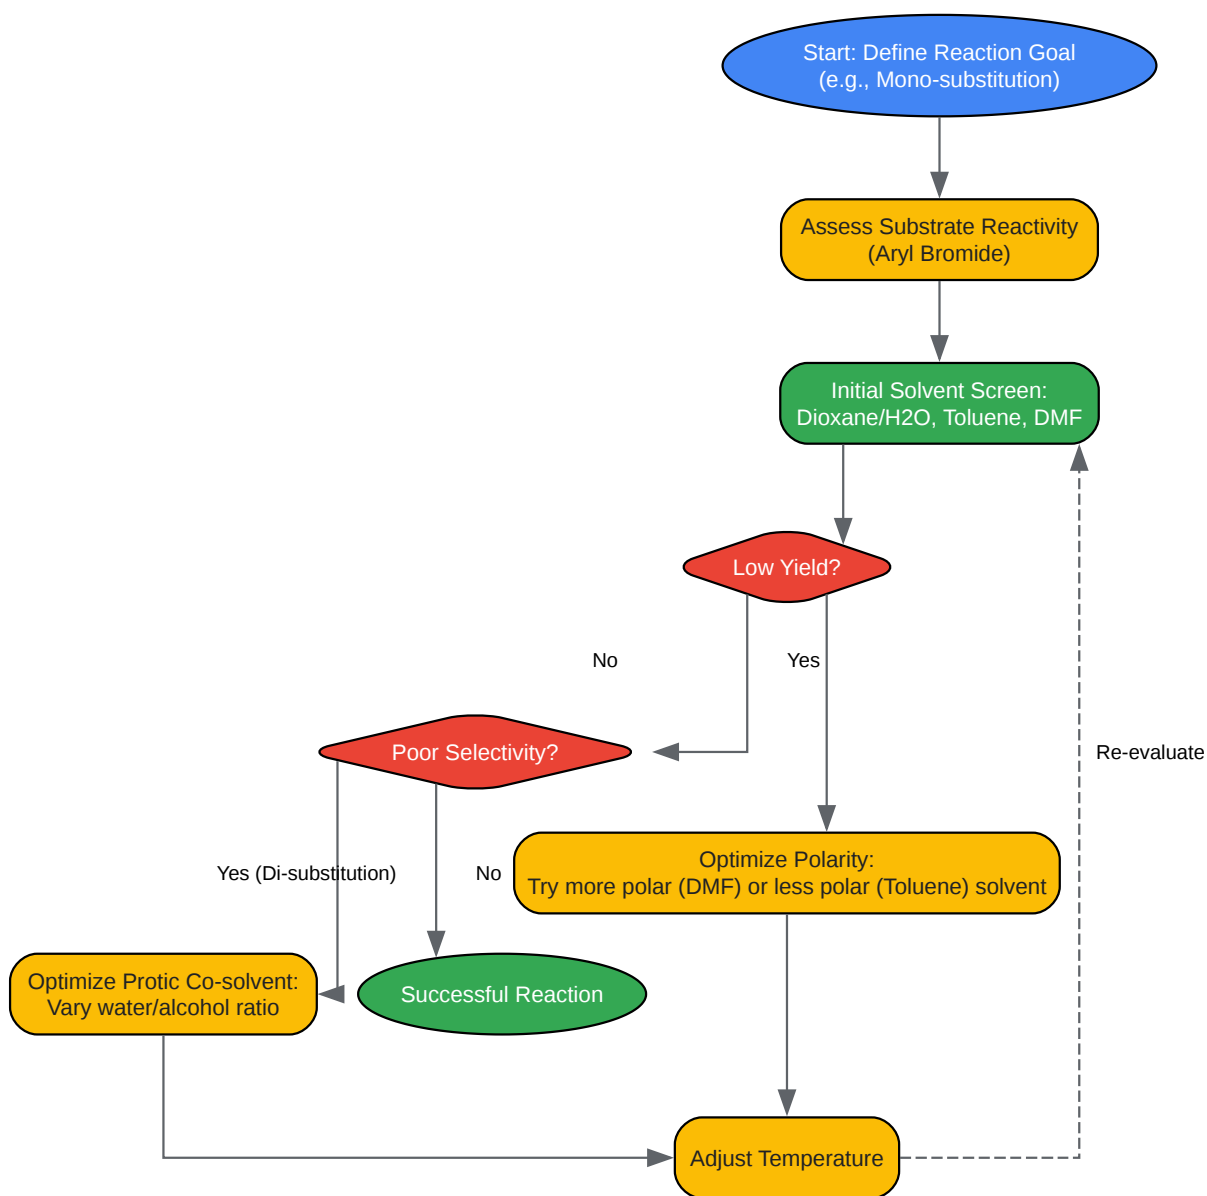 Start: Define Reaction Goal
(e.g., Mono-substitution)
Assess Substrate Reactivity
(Aryl Bromide)
Initial Solvent Screen:
Dioxane/H2O, Toluene, DMF
Low Yield?
No
Yes
Poor Selectivity?
Re-evaluate
Optimize Polarity:
Try more polar (DMF) or less polar (Toluene) solvent
Yes (Di-substitution)
No
Optimize Protic Co-solvent:
Vary water/alcohol ratio
Successful Reaction
Adjust Temperature